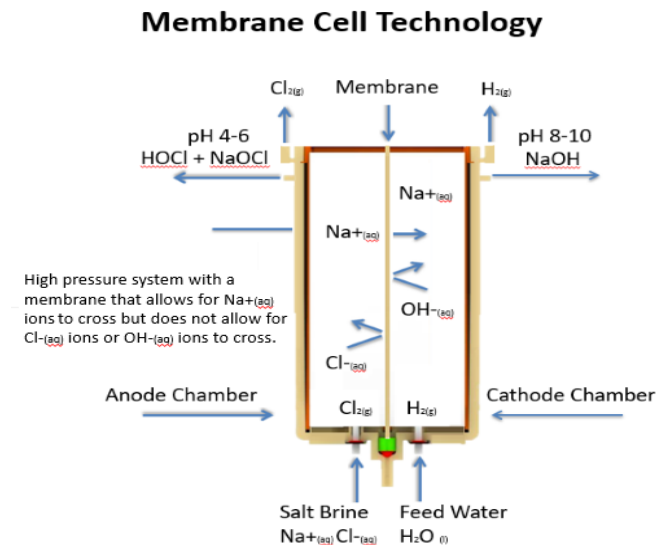 Membrane Cell Technology
Cl₂(g) Membrane H₂(g)
pH 4-6
HOCl + NaOCl
pH 8-10
NaOH
Na+(aq)
Na+(aq)
High pressure system with a
membrane that allows for Na+(aq)
ions to cross but does not allow for
Cl-(aq) ions or OH-(aq) ions to cross.
OH-(aq)
Cl-(aq)
Anode Chamber
Cathode Chamber
Cl₂(g) H₂(g)
Salt Brine
Na+(aq) Cl-(aq)
Feed Water
H₂O (l)